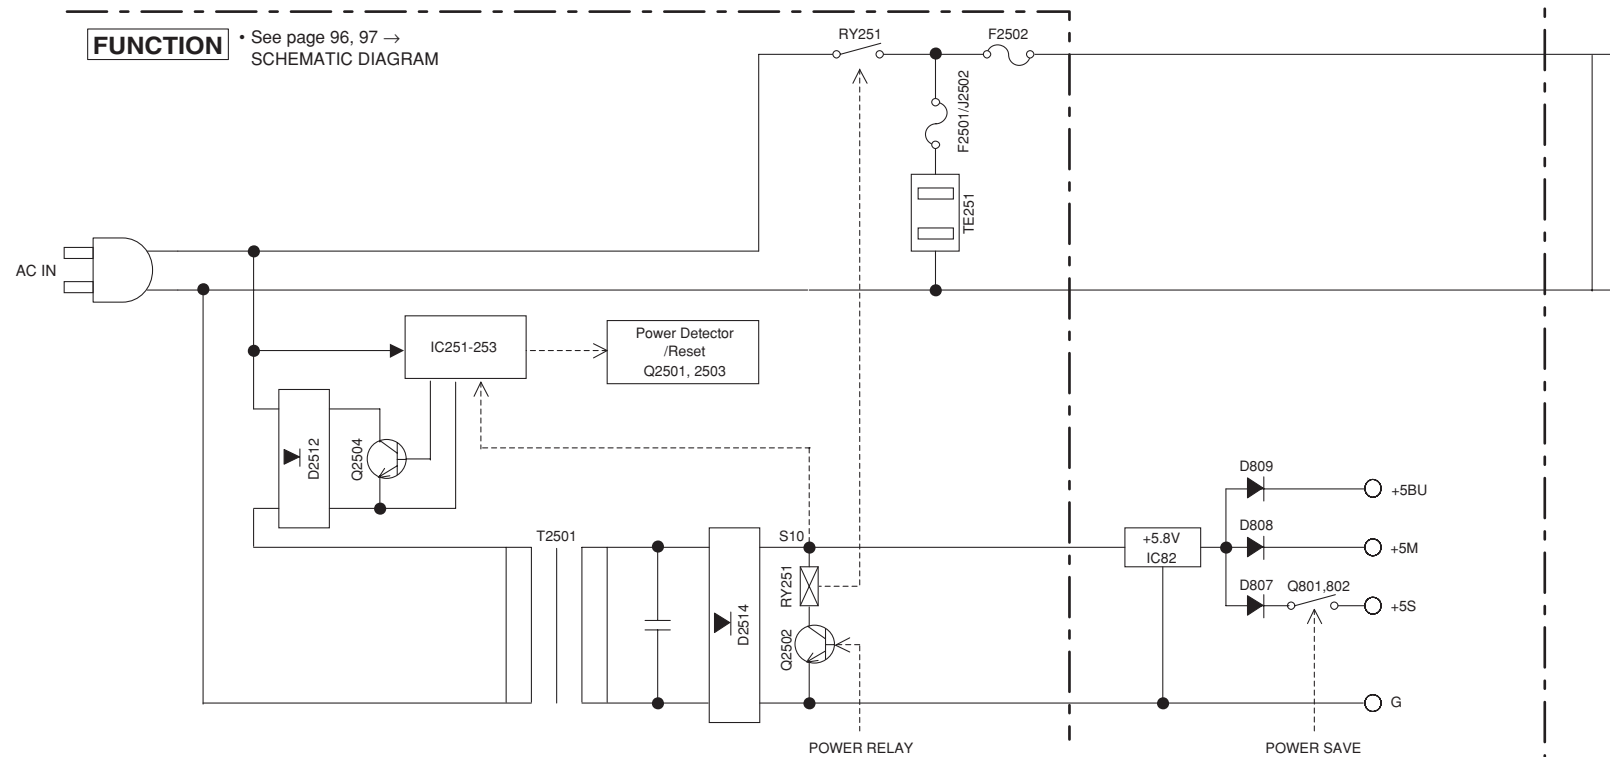 FUNCTION
• See page 96, 97 →
SCHEMATIC DIAGRAM
RY251
F2502
F2501/J2502
TE251
AC IN
IC251-253
Power Detector
/Reset
Q2501, 2503
D2512
Q2504
T2501
S10
RY251
D2514
Q2502
POWER RELAY
+5.8V
IC82
D809
+5BU
D808
+5M
D807
Q801,802
+5S
G
POWER SAVE